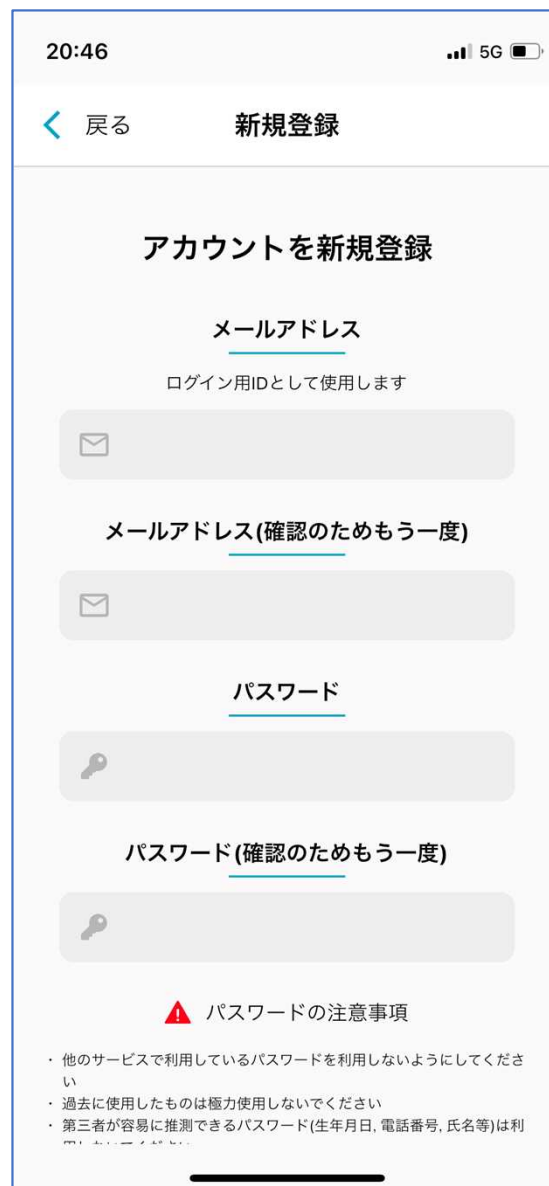 20:46
5G
戻る
新規登録
アカウントを新規登録
メールアドレス
ログイン用IDとして使用します
メールアドレス(確認のためもう一度)
パスワード
パスワード(確認のためもう一度)
パスワードの注意事項
・ 他のサービスで利用しているパスワードを利用しないようにしてくださ
い
・ 過去に使用したものは極力使用しないでください
・ 第三者が容易に推測できるパスワード(生年月日, 電話番号, 氏名等)は利